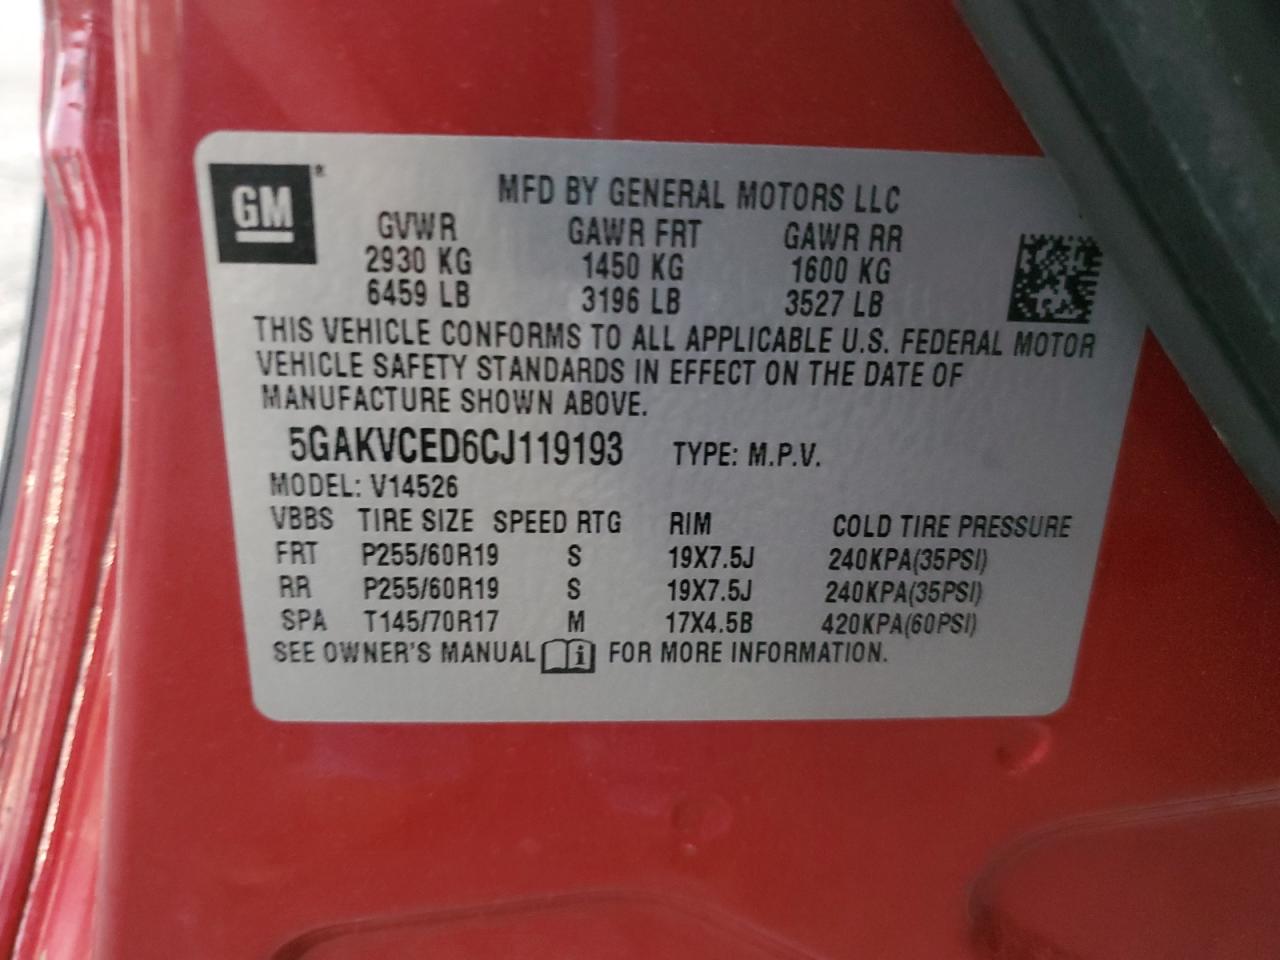 GM®
MFD BY GENERAL MOTORS LLC
GVWR GAWR FRT GAWR RR
2930 KG 1450 KG 1600 KG
6459 LB 3196 LB 3527 LB
THIS VEHICLE CONFORMS TO ALL APPLICABLE U.S. FEDERAL MOTOR
VEHICLE SAFETY STANDARDS IN EFFECT ON THE DATE OF
MANUFACTURE SHOWN ABOVE.
5GAKVCED6CJ119193 TYPE: M.P.V.
MODEL: V14526
VBBS TIRE SIZE SPEED RTG RIM COLD TIRE PRESSURE
FRT P255/60R19 S 19X7.5J 240KPA(35PSI)
RR P255/60R19 S 19X7.5J 240KPA(35PSI)
SPA T145/70R17 M 17X4.5B 420KPA(60PSI)
SEE OWNER'S MANUAL i FOR MORE INFORMATION.